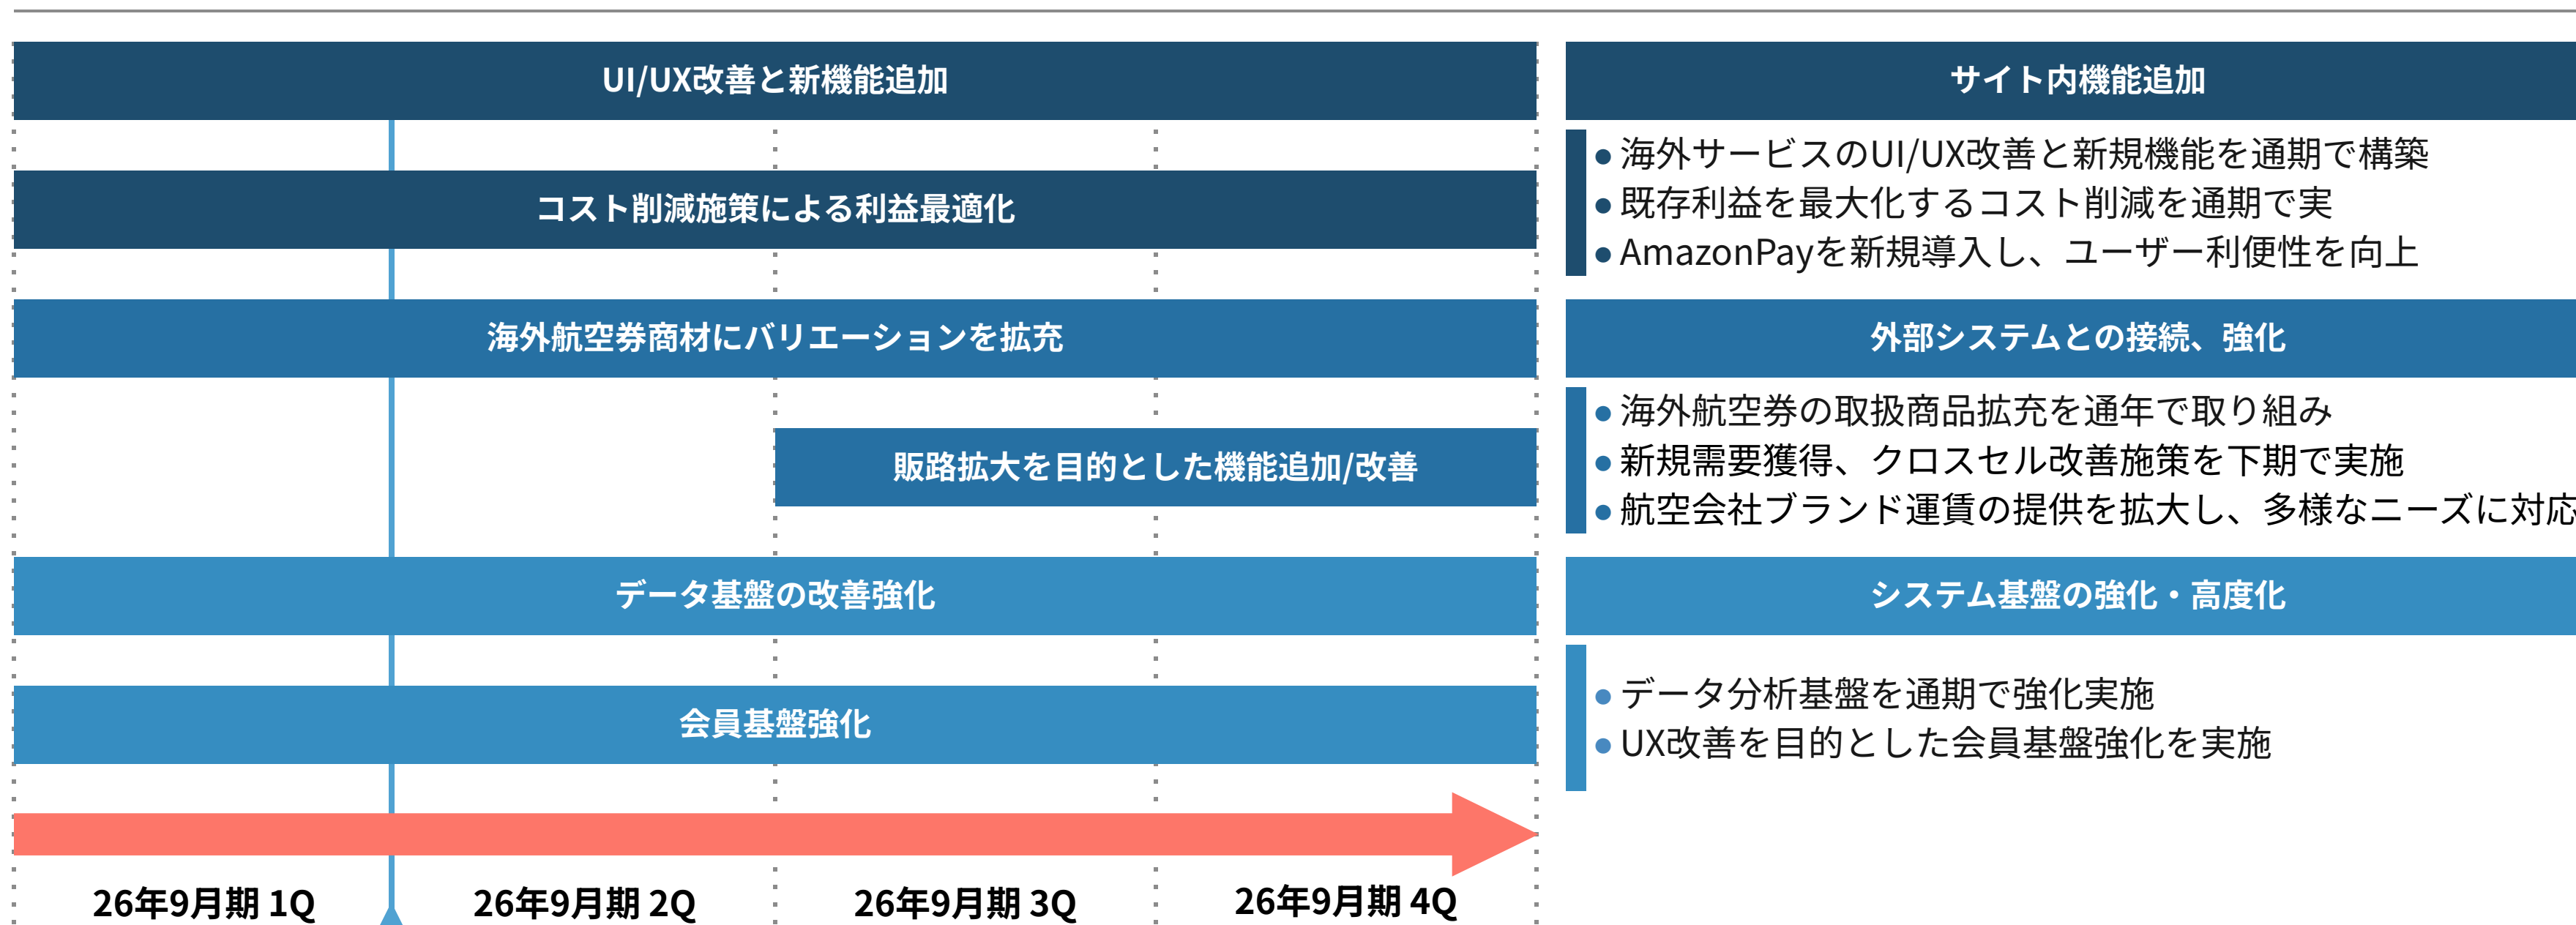 UI/UX改善と新機能追加
コスト削減施策による利益最適化
海外航空券商材にバリエーションを拡充
販路拡大を目的とした機能追加/改善
データ基盤の改善強化
会員基盤強化
26年9月期 1Q
26年9月期 2Q
26年9月期 3Q
26年9月期 4Q
サイト内機能追加
● 海外サービスのUI/UX改善と新規機能を通期で構築
● 既存利益を最大化するコスト削減を通期で実
● AmazonPayを新規導入し、ユーザー利便性を向上
外部システムとの接続、強化
● 海外航空券の取扱商品拡充を通年で取り組み
● 新規需要獲得、クロスセル改善施策を下期で実施
● 航空会社ブランド運賃の提供を拡大し、多様なニーズに対応
システム基盤の強化・高度化
● データ分析基盤を通期で強化実施
● UX改善を目的とした会員基盤強化を実施